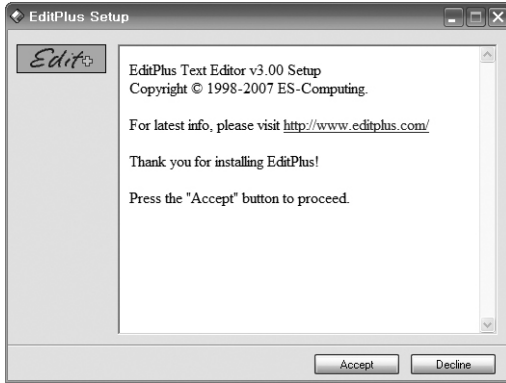 EditPlus Setup
Edit+
EditPlus Text Editor v3.00 Setup
Copyright © 1998-2007 ES-Computing.
For latest info, please visit http://www.editplus.com/
Thank you for installing EditPlus!
Press the "Accept" button to proceed.
Accept
Decline